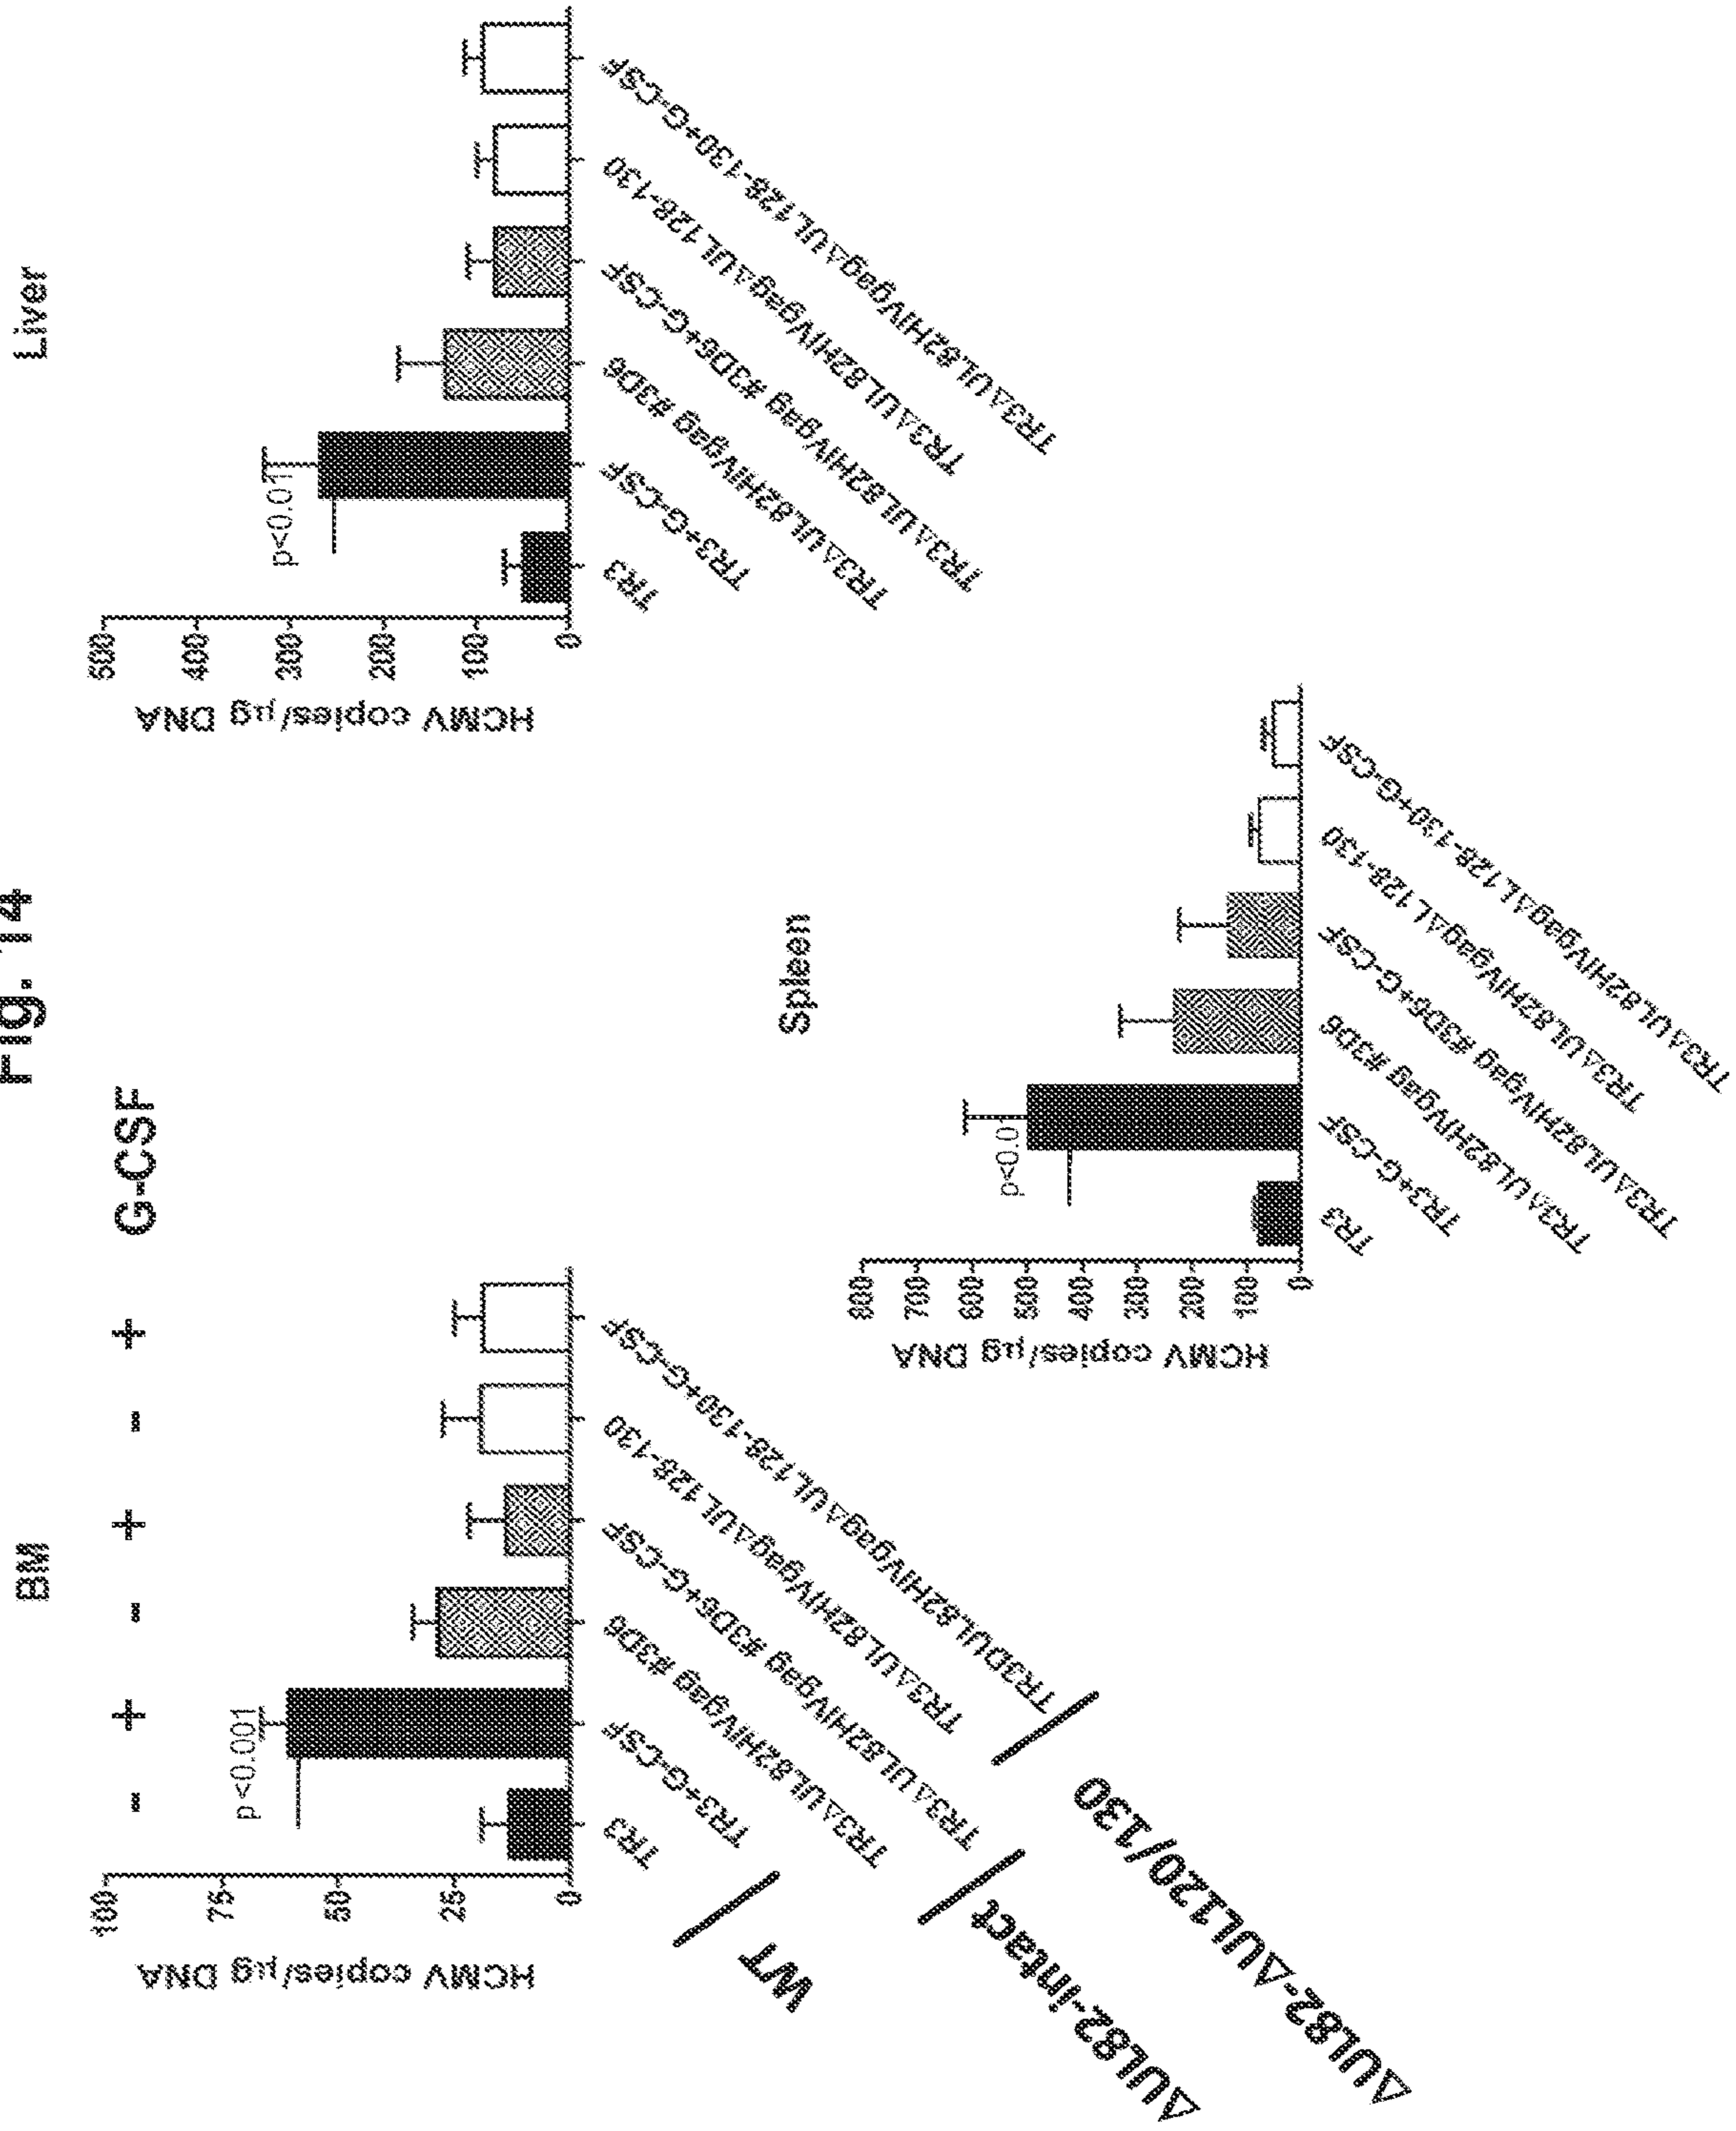 Fig. 14
BM
- + - + - + G-CSF
p<0.001
100
75
50
25
0
HCMV copies/μg DNA
TR3
TR3+G-CSF
TR3ΔUL82HIVgag #3D6
TR3ΔUL82HIVgag #3D6+G-CSF
TR3ΔUL82HIVgagΔUL128-130
TR3DUL82HIVgagΔUL128-130+G-CSF
WT
ΔUL82-intact
ΔUL82-ΔUL120/130
Liver
p<0.01
500
400
300
200
100
0
HCMV copies/μg DNA
TR3
TR3+G-CSF
TR3ΔUL82HIVgag #3D6
TR3ΔUL82HIVgag #3D6+G-CSF
TR3ΔUL82HIVgagΔUL128-130
TR3ΔUL82HIVgagΔUL128-130+G-CSF
Spleen
p<0.01
800
700
600
500
400
300
200
100
0
HCMV copies/μg DNA
TR3
TR3+G-CSF
TR3ΔUL82HIVgag #3D6
TR3ΔUL82HIVgag #3D6+G-CSF
TR3ΔUL82HIVgagΔL128-130
TR3ΔUL82HIVgagΔL128-130+G-CSF